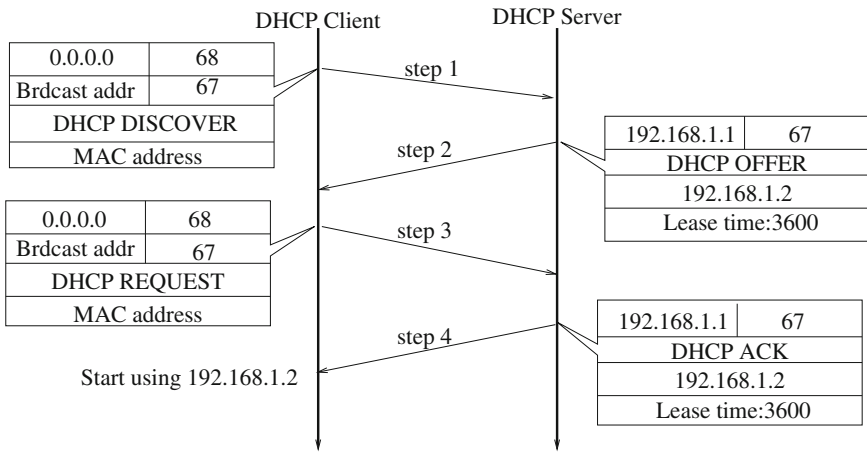 DHCP Client
DHCP Server
0.0.0.0 68
Brdcast addr 67
DHCP DISCOVER
MAC address
step 1
192.168.1.1 67
DHCP OFFER
192.168.1.2
Lease time:3600
step 2
0.0.0.0 68
Brdcast addr 67
DHCP REQUEST
MAC address
step 3
192.168.1.1 67
DHCP ACK
192.168.1.2
Lease time:3600
step 4
Start using 192.168.1.2